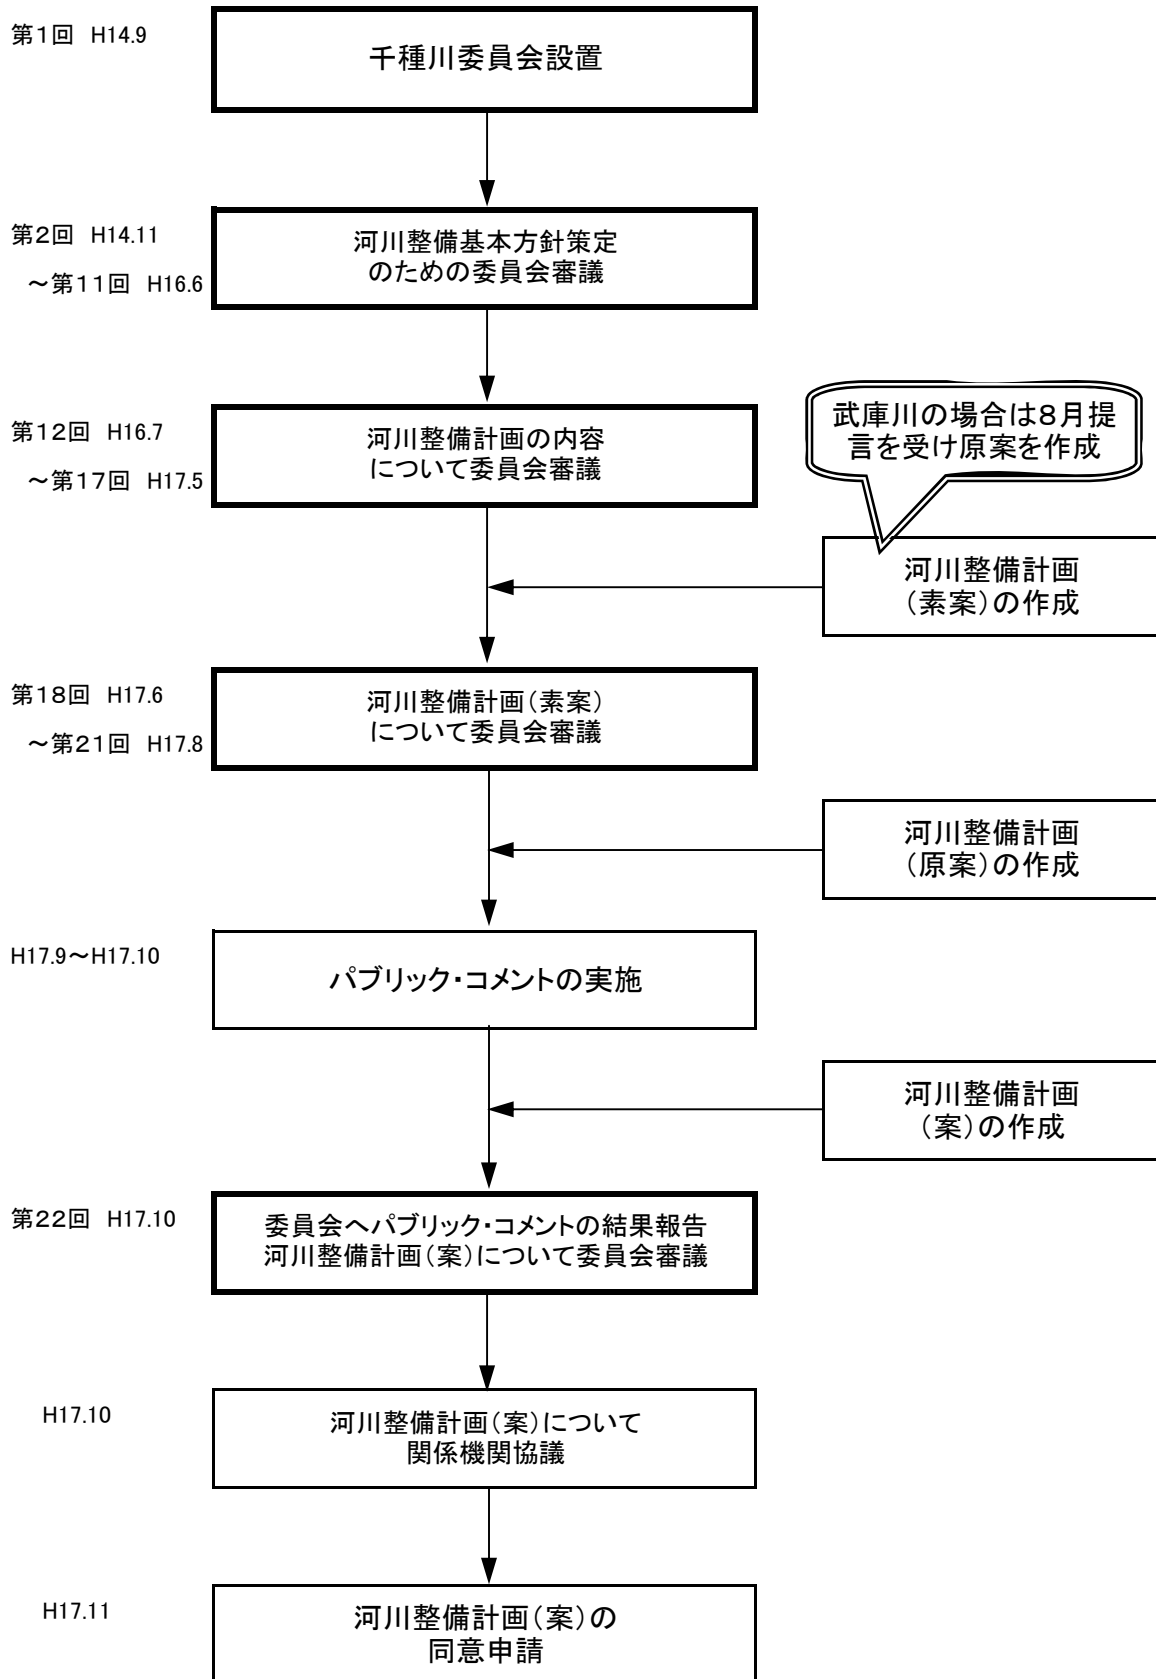 第1回 H14.9
千種川委員会設置
第2回 H14.11
～第11回 H16.6
河川整備基本方針策定
のための委員会審議
第12回 H16.7
～第17回 H17.5
河川整備計画の内容
について委員会審議
武庫川の場合は8月提
言を受け原案を作成
河川整備計画
(素案)の作成
第18回 H17.6
～第21回 H17.8
河川整備計画(素案)
について委員会審議
河川整備計画
(原案)の作成
H17.9～H17.10
パブリック・コメントの実施
河川整備計画
(案)の作成
第22回 H17.10
委員会へパブリック・コメントの結果報告
河川整備計画(案)について委員会審議
H17.10
河川整備計画(案)について
関係機関協議
H17.11
河川整備計画(案)の
同意申請